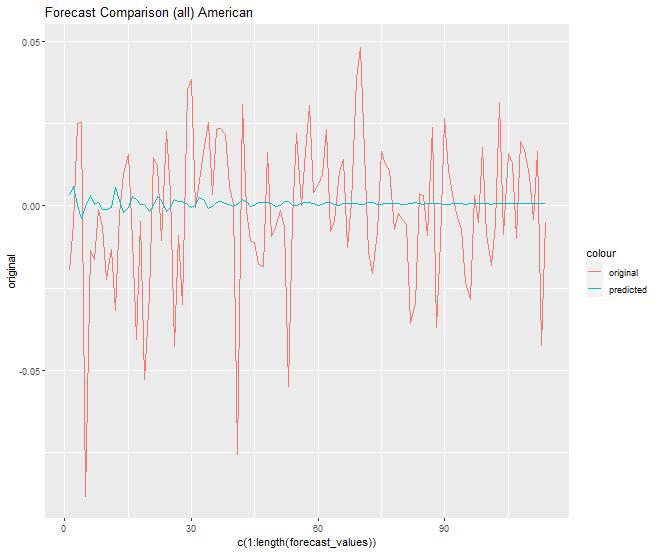 Forecast Comparison (all) American
0.05
0.00
-0.05
original
0
30
60
90
c(1:length(forecast_values))
colour
original
predicted